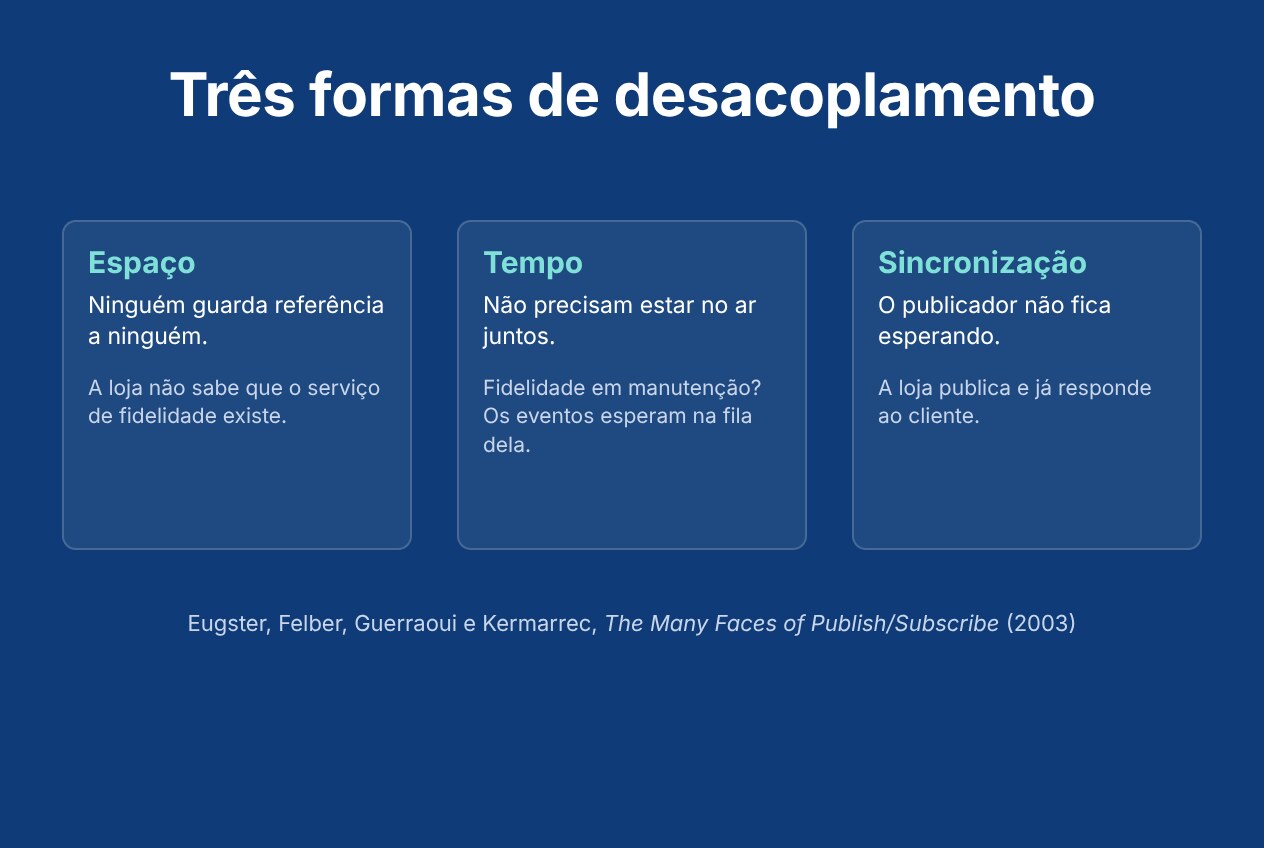 Três formas de desacoplamento
Espaço
Ninguém guarda referência
a ninguém.
A loja não sabe que o serviço
de fidelidade existe.
Tempo
Não precisam estar no ar
juntos.
Fidelidade em manutenção?
Os eventos esperam na fila
dela.
Sincronização
O publicador não fica
esperando.
A loja publica e já responde
ao cliente.
Eugster, Felber, Guerraoui e Kermarrec, The Many Faces of Publish/Subscribe (2003)